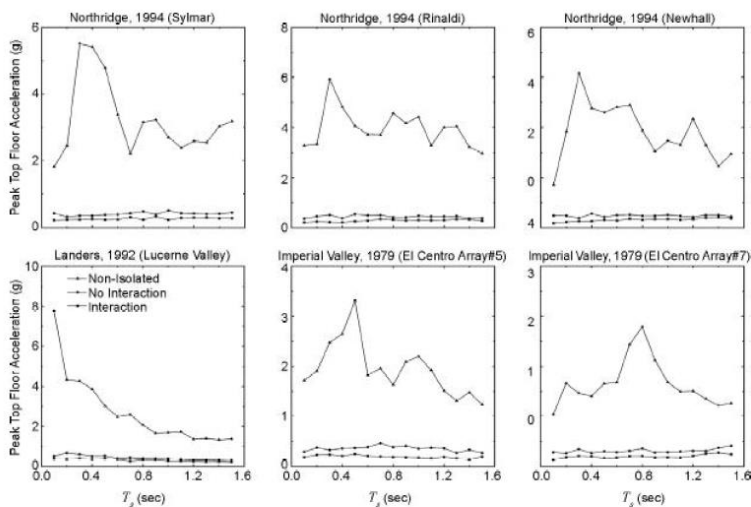 Northridge, 1994 (Sylmar)
Northridge, 1994 (Rinaldi)
Northridge, 1994 (Newhall)
Peak Top Floor Acceleration (g)
6
4
2
0
8
6
4
2
0
6
4
2
0
4
Landers, 1992 (Lucerne Valley)
Imperial Valley, 1979 (El Centro Array#5)
Imperial Valley, 1979 (El Centro Array#7)
Peak Top Floor Acceleration (g)
10
8
6
4
2
0
Non-Isolated
No Interaction
Interaction
4
3
2
1
0
3
2
1
0
0.0 0.4 0.8 1.2 1.6
0.0 0.4 0.8 1.2 1.6
0.0 0.4 0.8 1.2 1.6
Ts (sec)
Ts (sec)
Ts (sec)